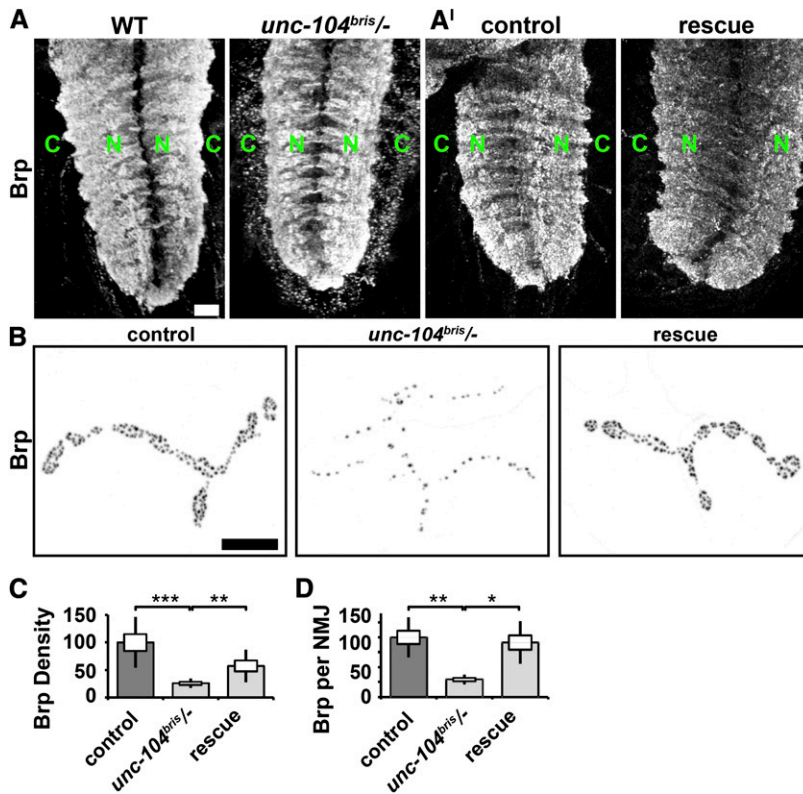 A WT unc-104bris/- AI control rescue
Brp C N N C C N N C C N N C C N N
B control unc-104bris/- rescue
Brp
C *** **
Brp Density
150
100
50
0
control unc-104bris/- rescue
D ** *
Brp per NMJ
150
100
50
0
control unc-104bris/- rescue